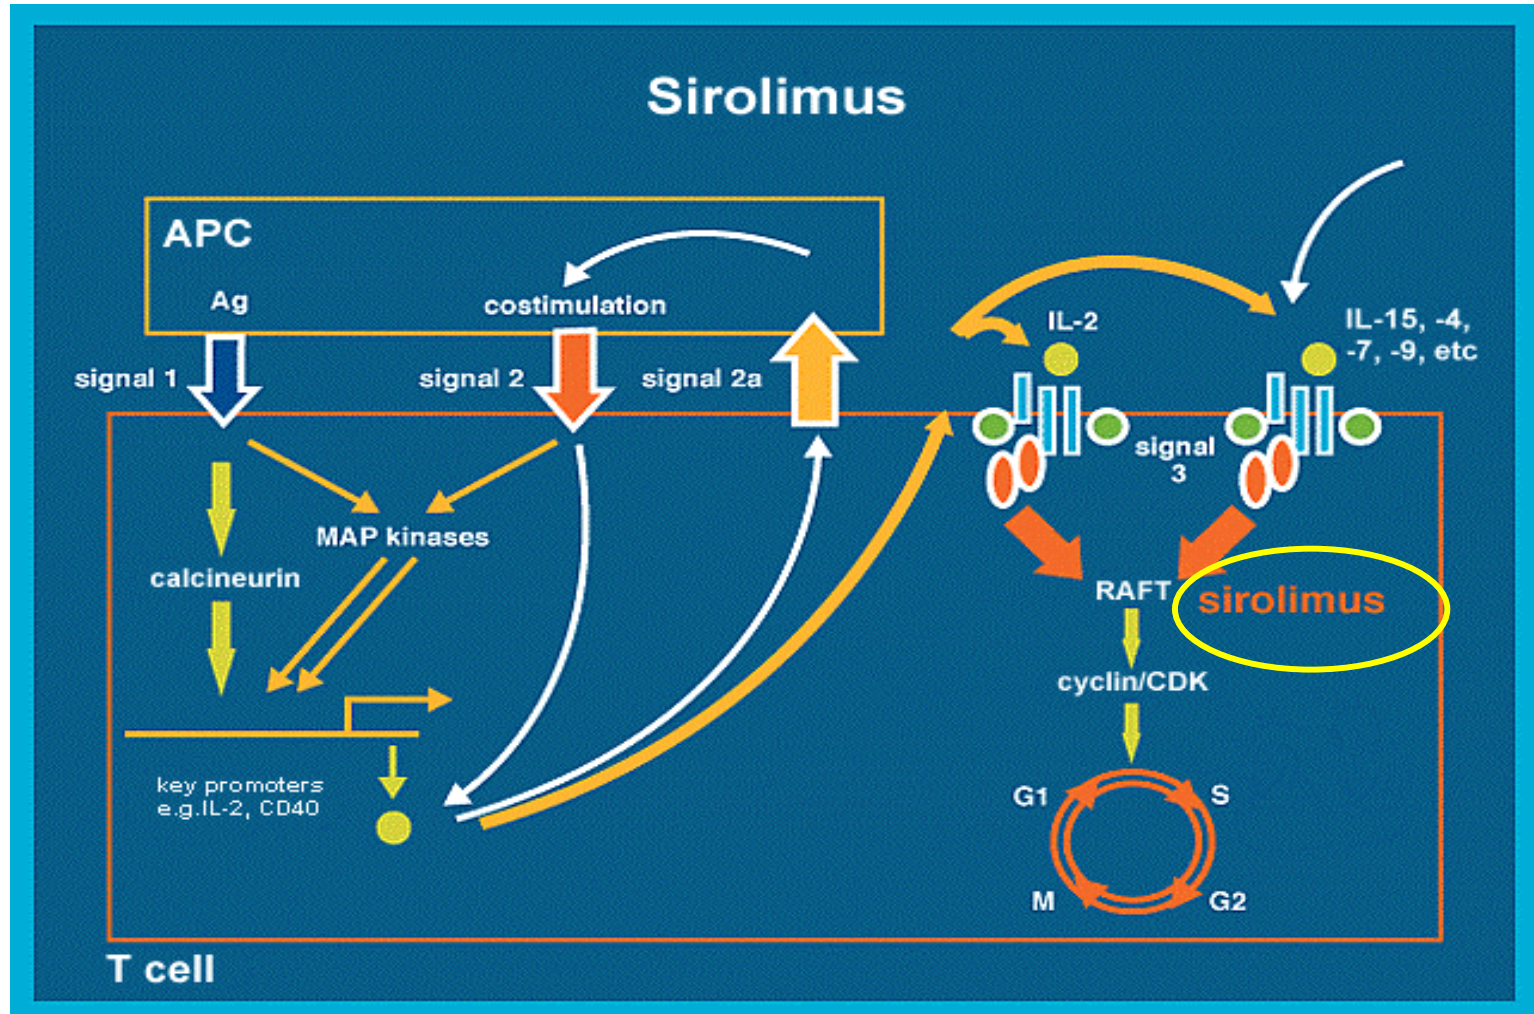 Sirolimus
APC
Ag
costimulation
signal 1
signal 2
signal 2a
IL-2
IL-15, -4,
-7, -9, etc
signal
3
MAP kinases
calcineurin
RAFT
sirolimus
cyclin/CDK
key promoters
e.g.IL-2, CD40
G1
S
M
G2
T cell